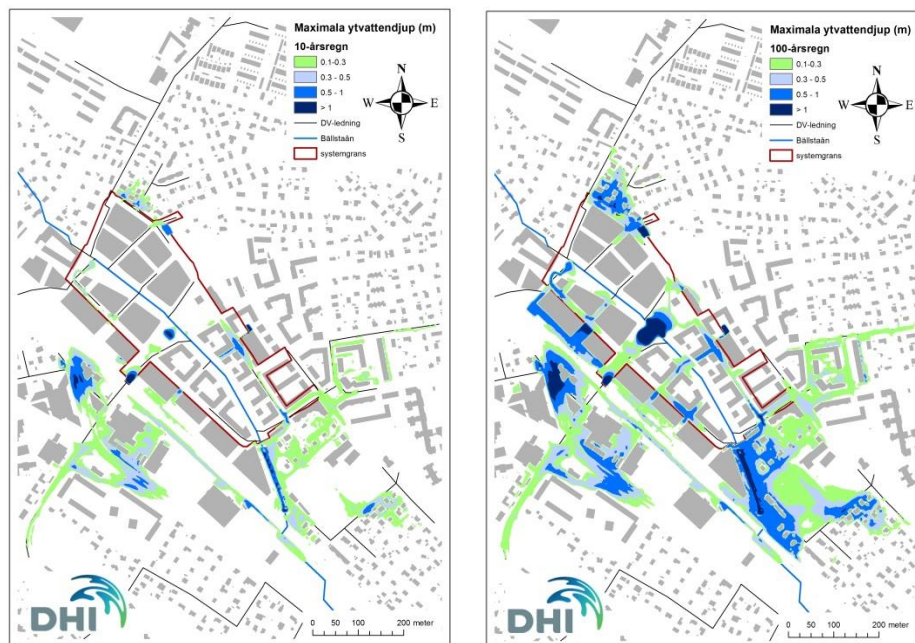 Maximala ytvattendjup (m)
10-årsregn
0.1-0.3
0.3 - 0.5
0.5 - 1
> 1
DV-ledning
Bällstaån
systemgrans
N
W E
S
DHI
0 100 200 meter
Maximala ytvattendjup (m)
100-årsregn
0.1-0.3
0.3 - 0.5
0.5 - 1
> 1
DV-ledning
Bällstaån
systemgrans
N
W E
S
DHI
0 100 200 meter